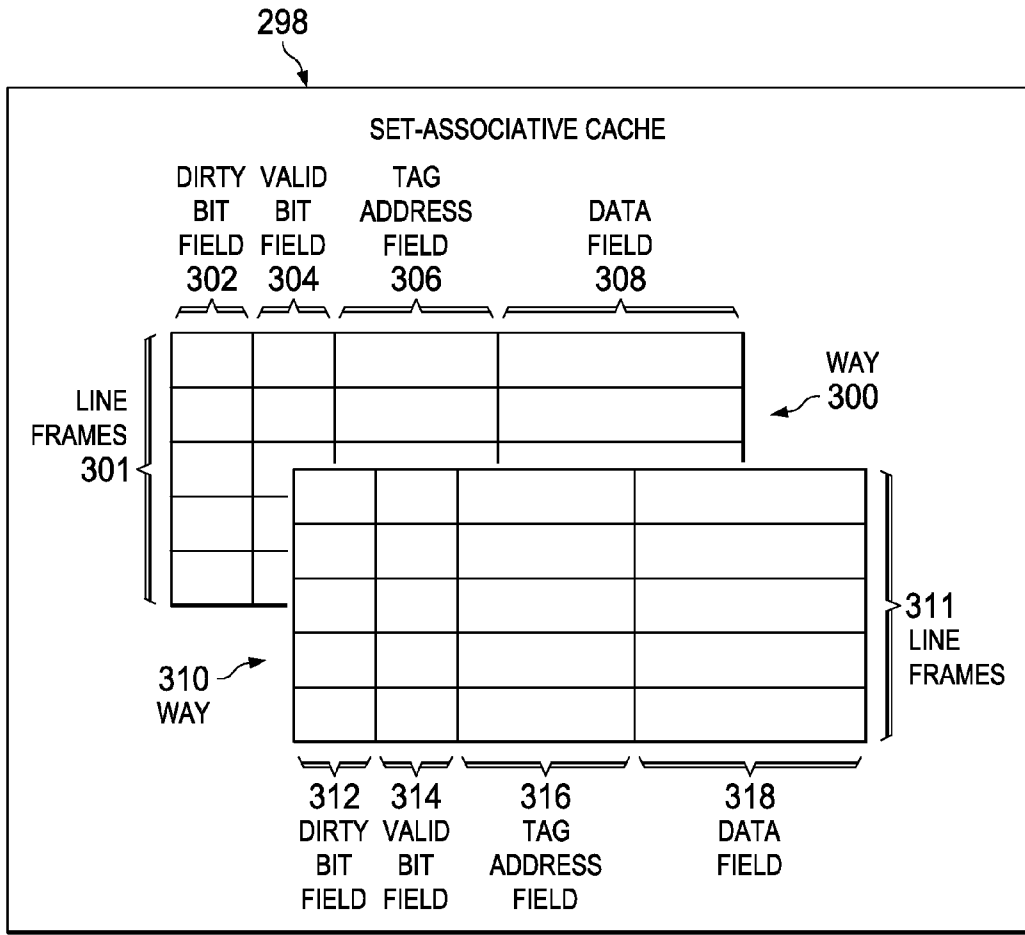 298
SET-ASSOCIATIVE CACHE
DIRTY BIT FIELD 302
VALID BIT FIELD 304
TAG ADDRESS FIELD 306
DATA FIELD 308
LINE FRAMES 301
WAY 300
310 WAY
311 LINE FRAMES
312 DIRTY BIT FIELD
314 VALID BIT FIELD
316 TAG ADDRESS FIELD
318 DATA FIELD